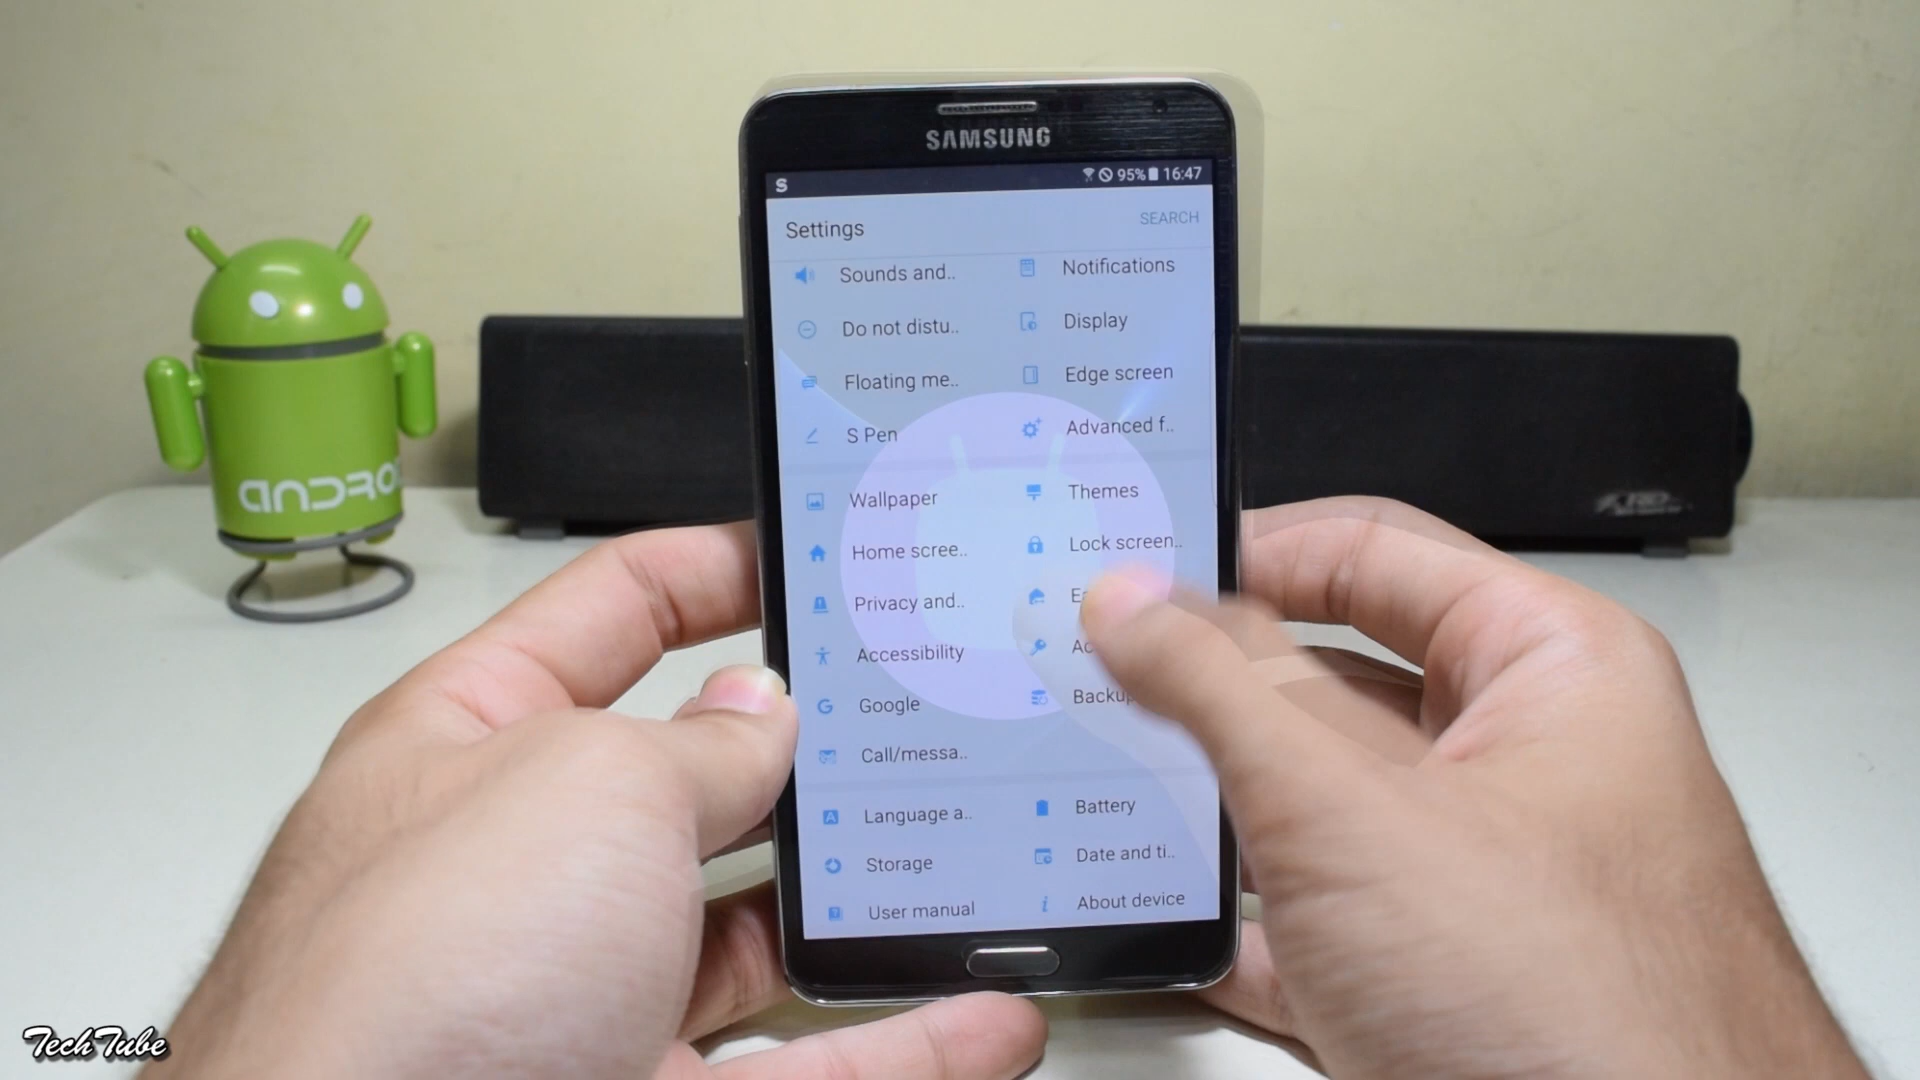 SAMSUNG
S 95% 16:47
Settings SEARCH
Sounds and.. Notifications
Do not distu.. Display
Floating me.. Edge screen
S Pen Advanced f..
Wallpaper Themes
Home scree.. Lock screen..
Privacy and..
Accessibility
Google Backup
Call/messa..
Language a.. Battery
Storage Date and ti..
User manual About device
ANDRO
TechTube